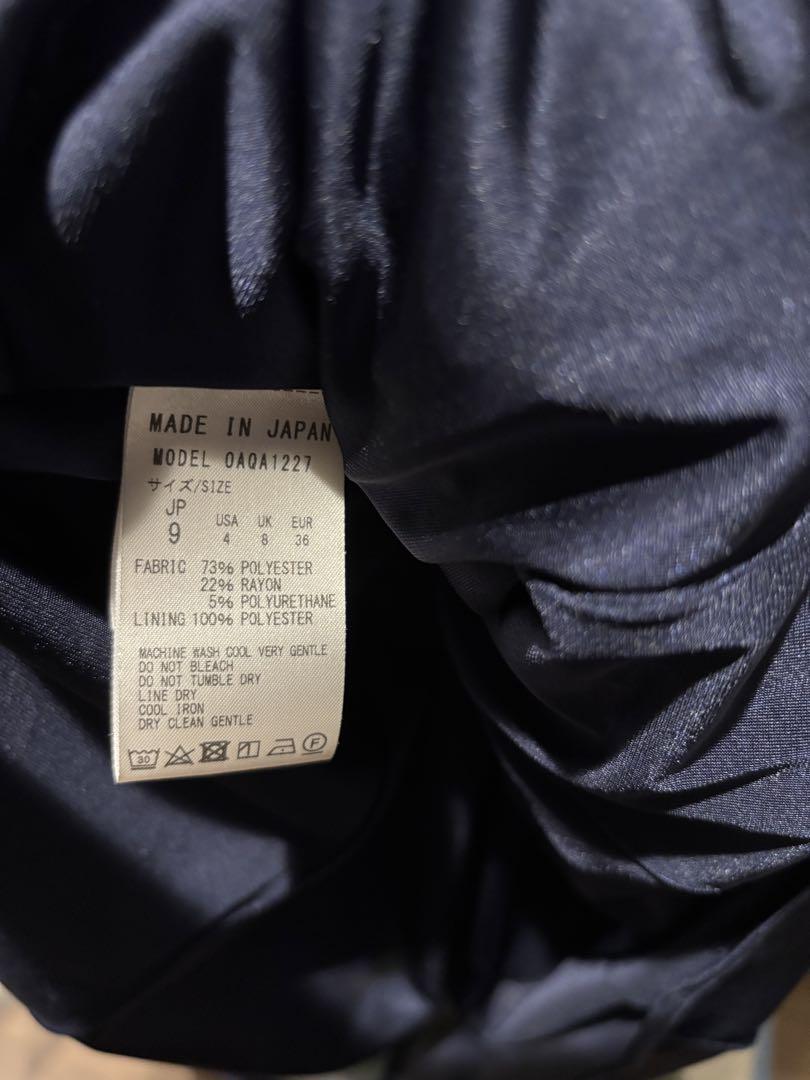 MADE IN JAPAN
MODEL OAQA1227
サイズ/SIZE
JP USA UK EUR
9 4 8 36
FABRIC 73% POLYESTER
22% RAYON
5% POLYURETHANE
LINING 100% POLYESTER
MACHINE WASH COOL VERY GENTLE
DO NOT BLEACH
DO NOT TUMBLE DRY
LINE DRY
COOL IRON
DRY CLEAN GENTLE
30 F